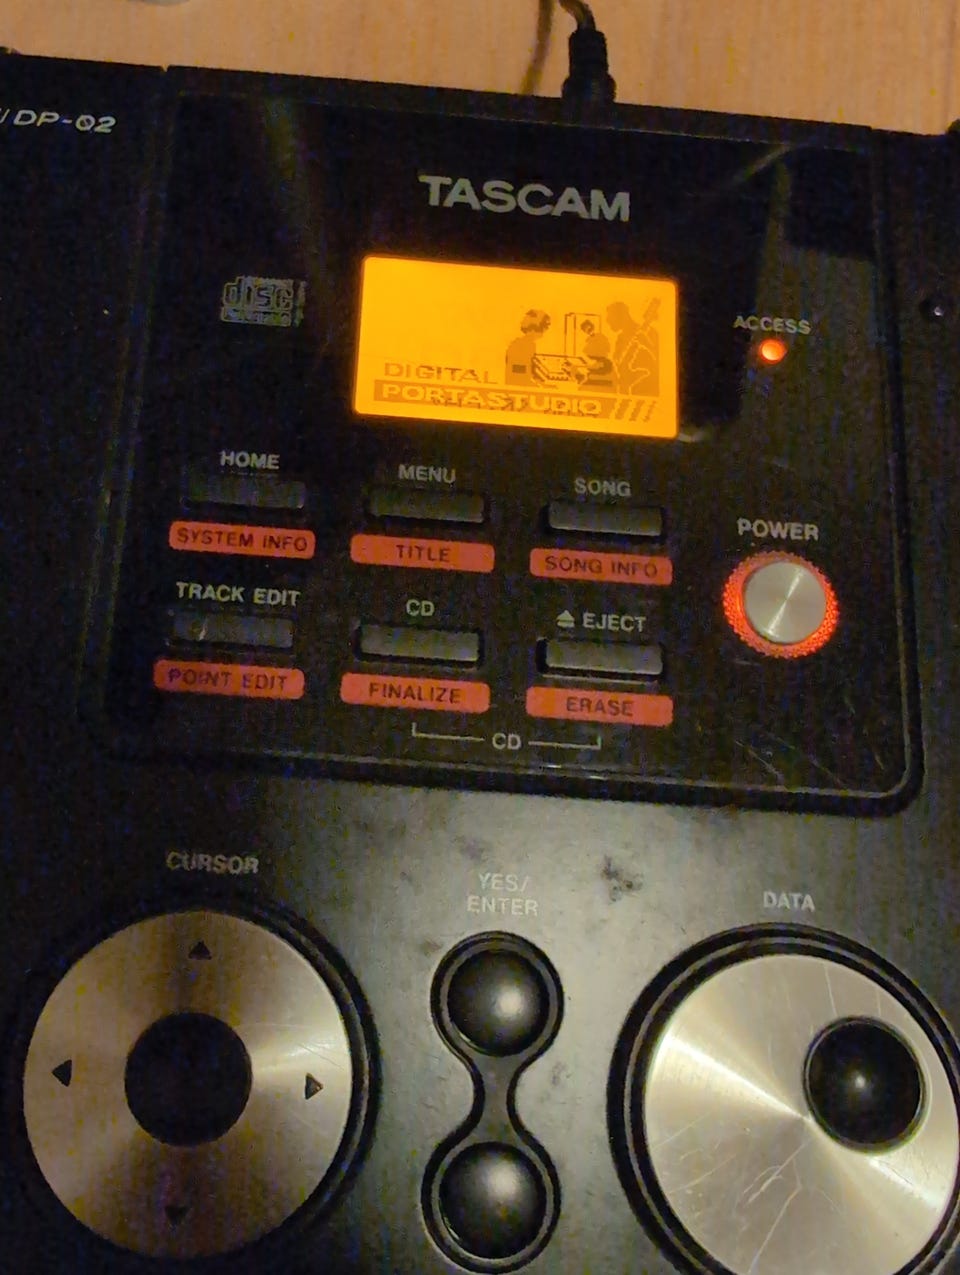 DP-02
TASCAM
disc
ACCESS
DIGITAL
PORTASTUDIO
HOME
MENU
SONG
SYSTEM INFO
TITLE
SONG INFO
POWER
TRACK EDIT
CD
EJECT
POINT EDIT
FINALIZE
ERASE
CD
CURSOR
YES/
ENTER
DATA